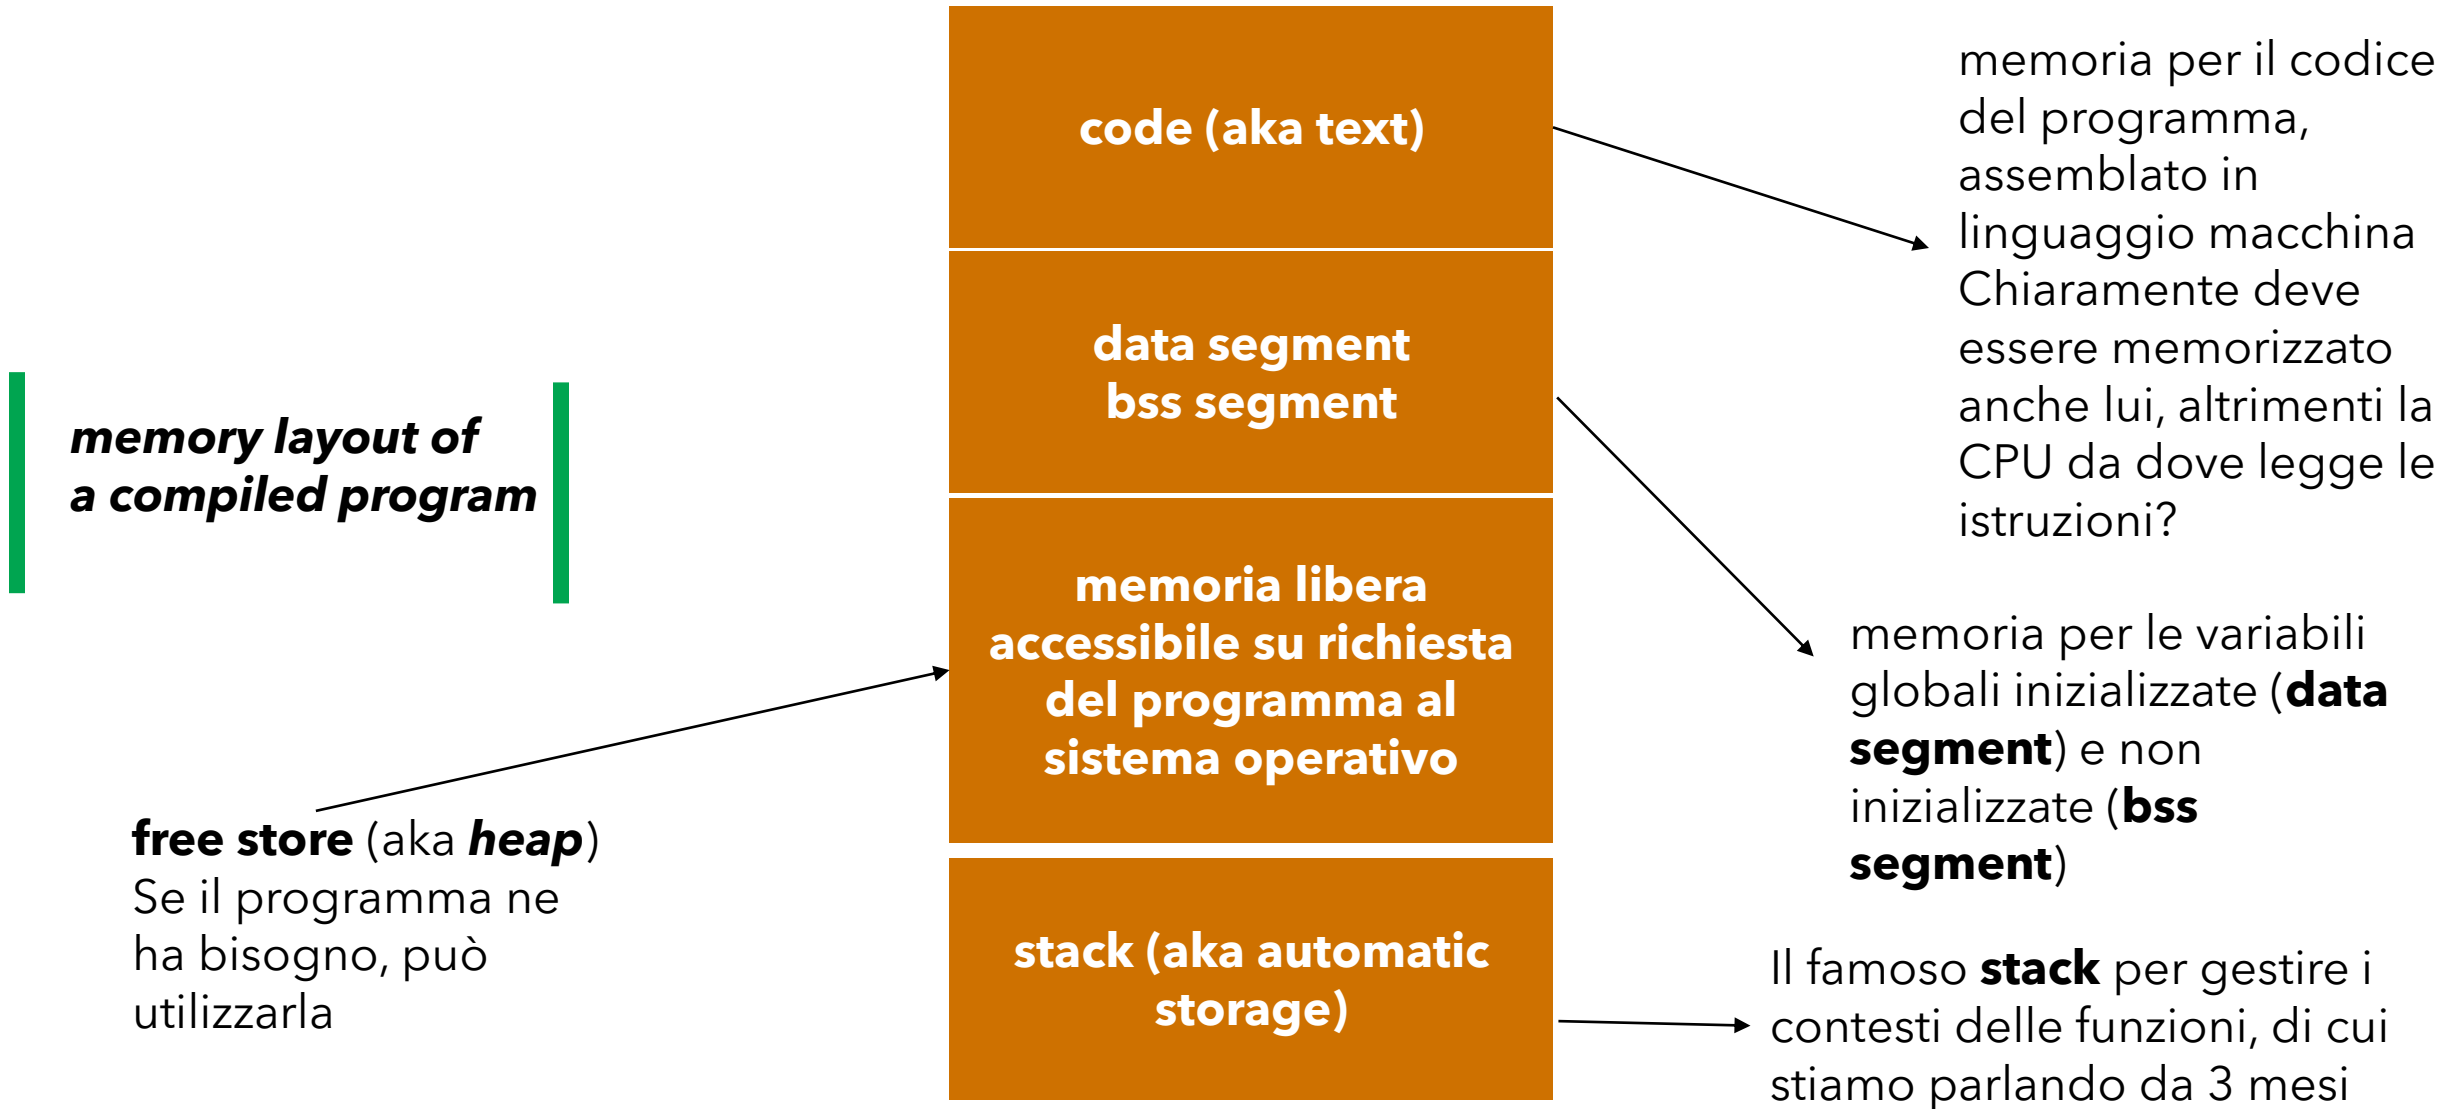 code (aka text)
data segment
bss segment
memoria libera
accessibile su richiesta
del programma al
sistema operativo
stack (aka automatic
storage)
memory layout of
a compiled program
free store (aka heap)
Se il programma ne
ha bisogno, può
utilizzarla
memoria per il codice
del programma,
assemblato in
linguaggio macchina
Chiaramente deve
essere memorizzato
anche lui, altrimenti la
CPU da dove legge le
istruzioni?
memoria per le variabili
globali inizializzate (data
segment) e non
inizializzate (bss
segment)
Il famoso stack per gestire i
contesti delle funzioni, di cui
stiamo parlando da 3 mesi